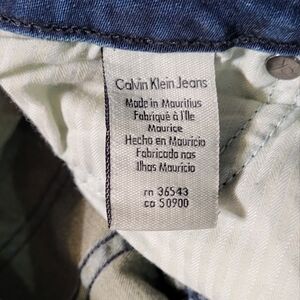 Calvin Klein Jeans
Made in Mauritius
Fabriqué à l'Île
Maurice
Hecho en Mauricio
Fabricado nas
Ilhas Mauricio
rn 36543
ca 50900